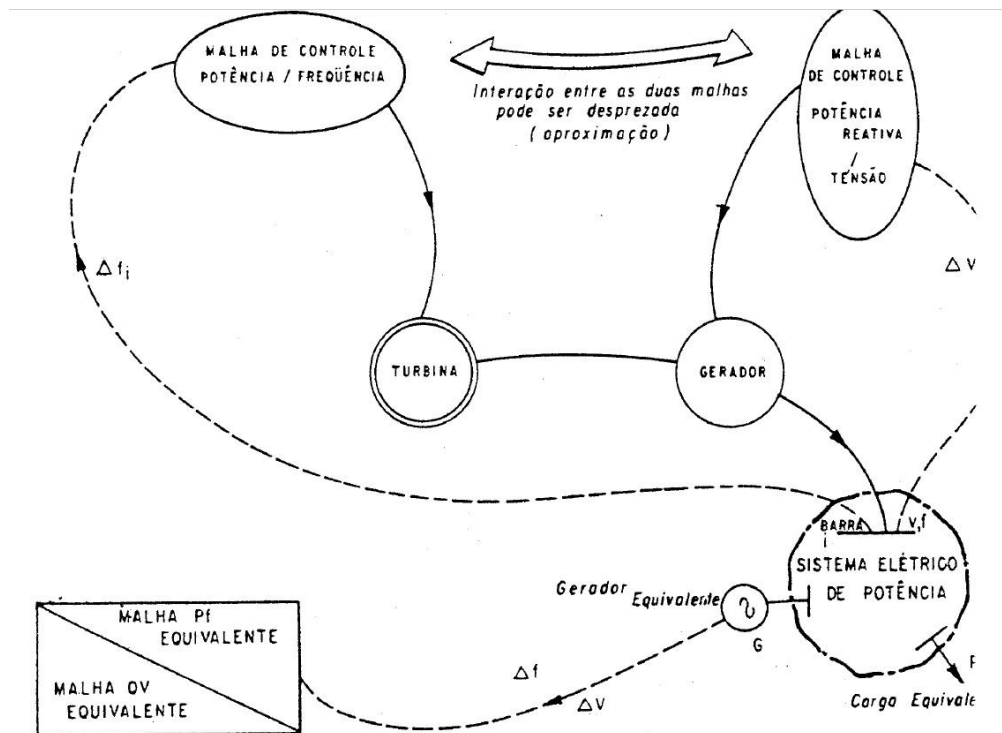 MALHA DE CONTROLE
POTÊNCIA / FREQÜÊNCIA
MALHA
DE CONTROLE
POTÊNCIA
REATIVA
/
TENSÃO
Interação entre as duas malhas
pode ser desprezada
( aproximação )
Δ fi
Δ V
TURBINA
GERADOR
BARRA
i
V,f
SISTEMA ELÉTRICO
DE POTÊNCIA
Gerador Equivalente
G
MALHA Pf
EQUIVALENTE
MALHA QV
EQUIVALENTE
Δf
ΔV
Carga Equivale